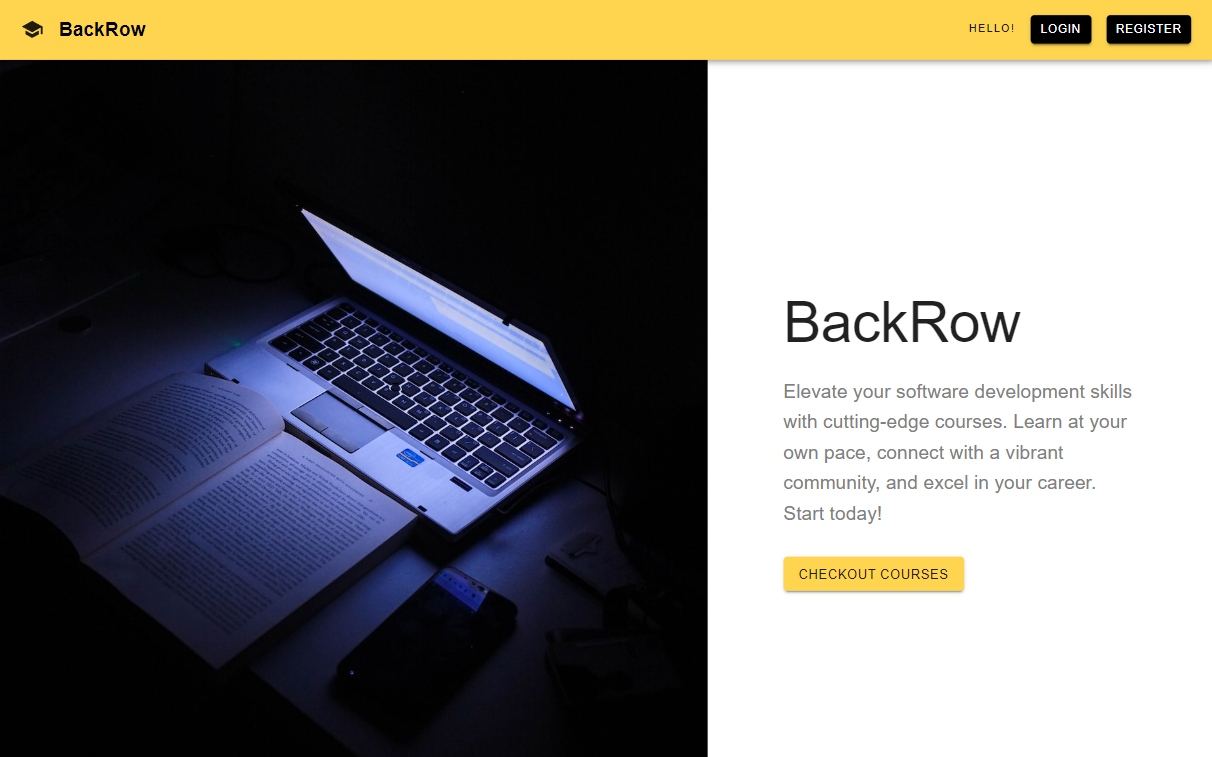 BackRow
HELLO!
LOGIN
REGISTER
BackRow
Elevate your software development skills
with cutting-edge courses. Learn at your
own pace, connect with a vibrant
community, and excel in your career.
Start today!
CHECKOUT COURSES